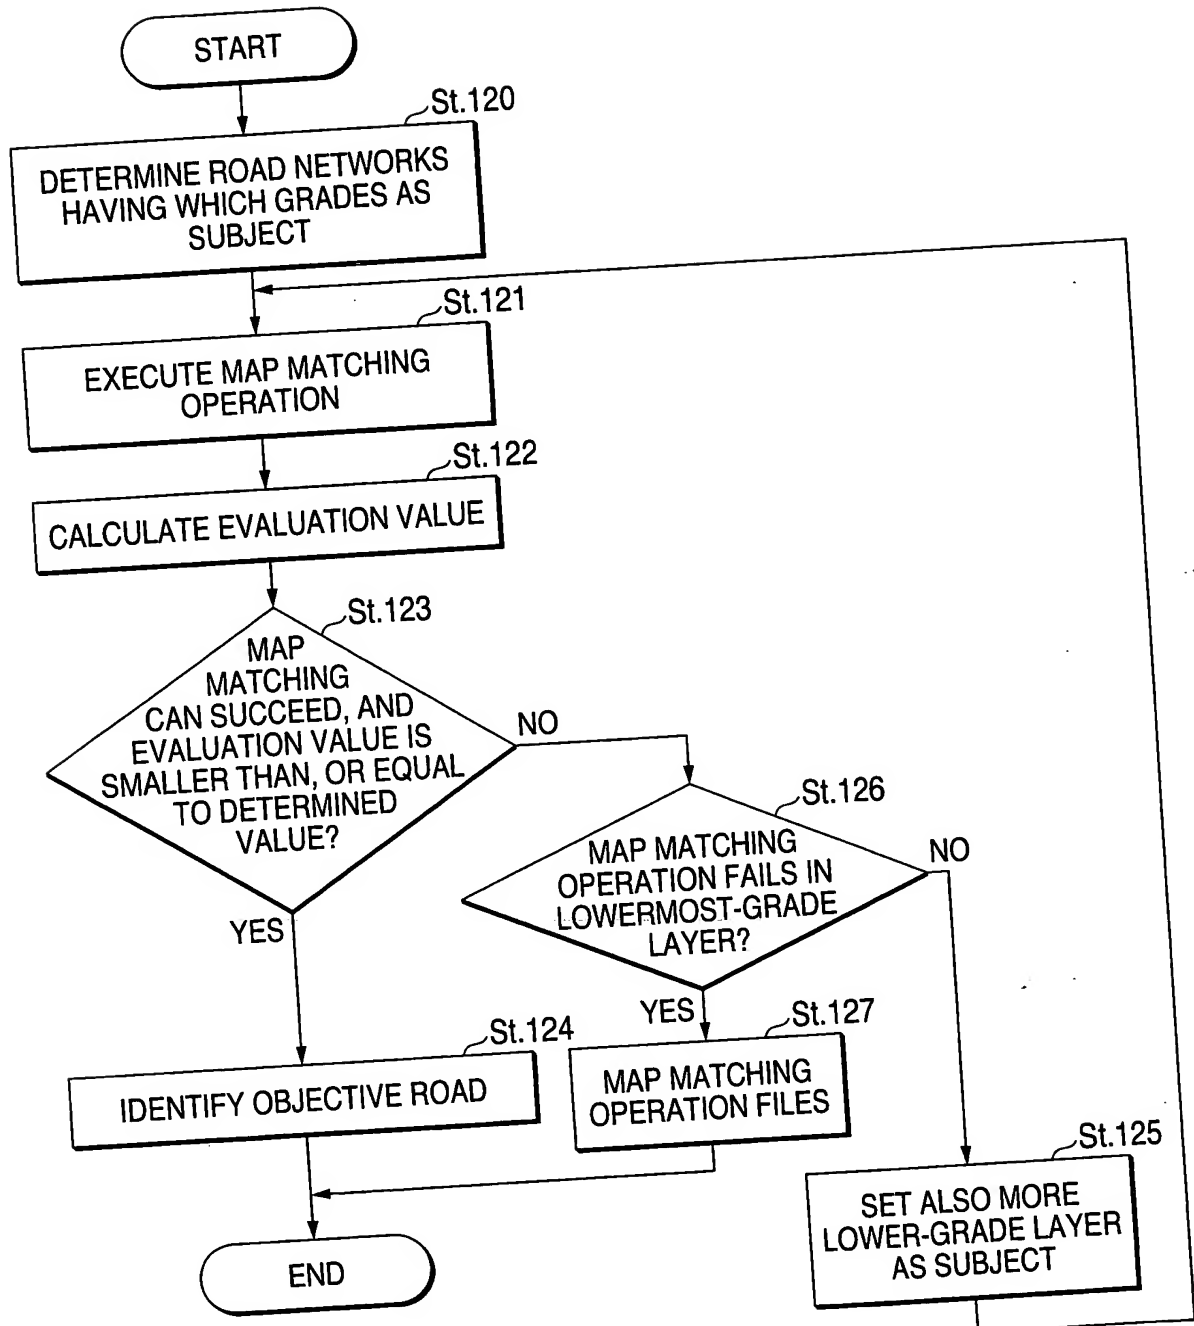 START
St.120
DETERMINE ROAD NETWORKS
HAVING WHICH GRADES AS
SUBJECT
St.121
EXECUTE MAP MATCHING
OPERATION
St.122
CALCULATE EVALUATION VALUE
St.123
MAP
MATCHING
CAN SUCCEED, AND
EVALUATION VALUE IS
SMALLER THAN, OR EQUAL
TO DETERMINED
VALUE?
NO
YES
St.126
MAP MATCHING
OPERATION FAILS IN
LOWERMOST-GRADE
LAYER?
NO
YES
St.124
IDENTIFY OBJECTIVE ROAD
St.127
MAP MATCHING
OPERATION FILES
St.125
SET ALSO MORE
LOWER-GRADE LAYER
AS SUBJECT
END